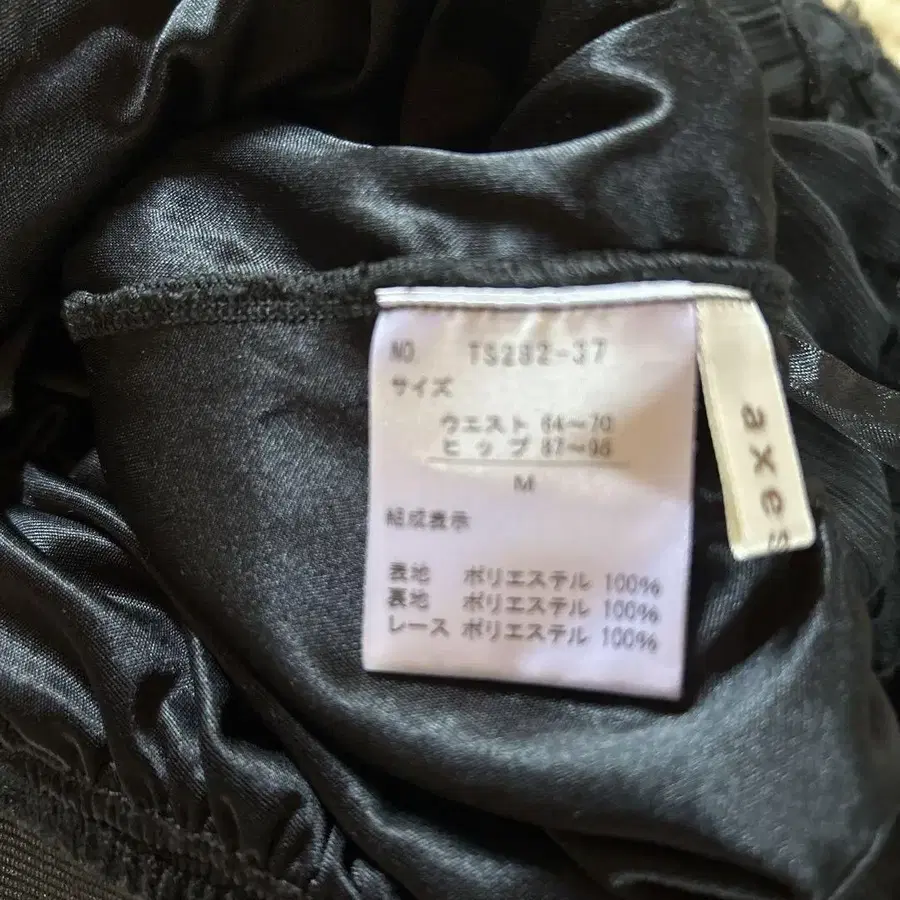 NO. TS282-37
サイズ
ウエスト 64〜70
ヒップ 87〜95
M
組成表示
表地 ポリエステル 100%
裏地 ポリエステル 100%
レース ポリエステル 100%
axes